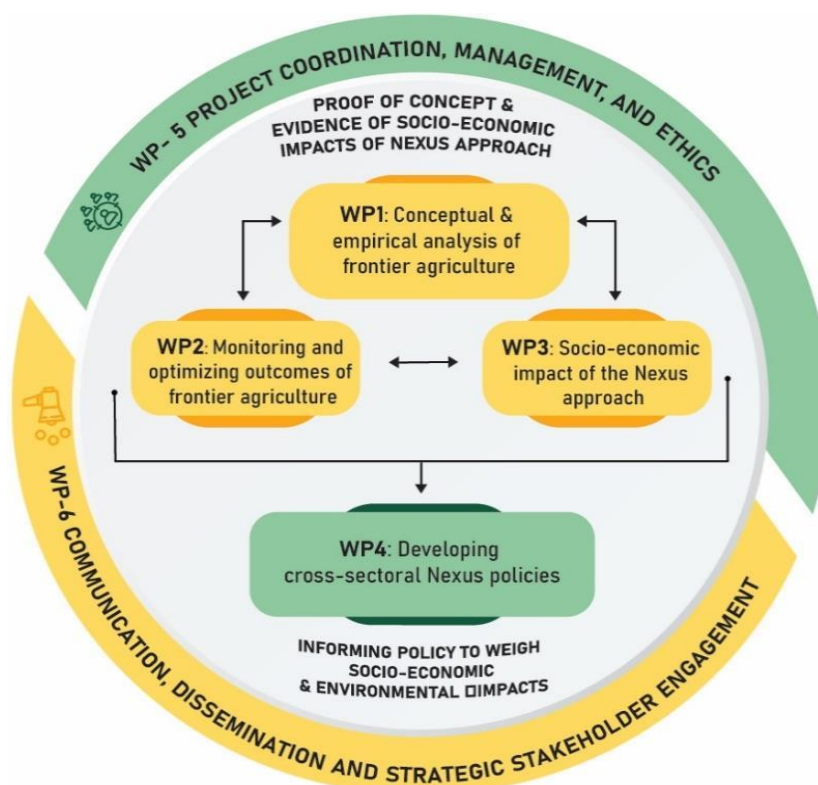 WP- 5 PROJECT COORDINATION, MANAGEMENT, AND ETHICS
PROOF OF CONCEPT &
EVIDENCE OF SOCIO-ECONOMIC
IMPACTS OF NEXUS APPROACH
WP1: Conceptual &
empirical analysis of
frontier agriculture
WP2: Monitoring and
optimizing outcomes of
frontier agriculture
WP3: Socio-economic
impact of the Nexus
approach
WP4: Developing
cross-sectoral Nexus policies
INFORMING POLICY TO WEIGH
SOCIO-ECONOMIC
& ENVIRONMENTAL □IMPACTS
WP-6 COMMUNICATION, DISSEMINATION AND STRATEGIC STAKEHOLDER ENGAGEMENT